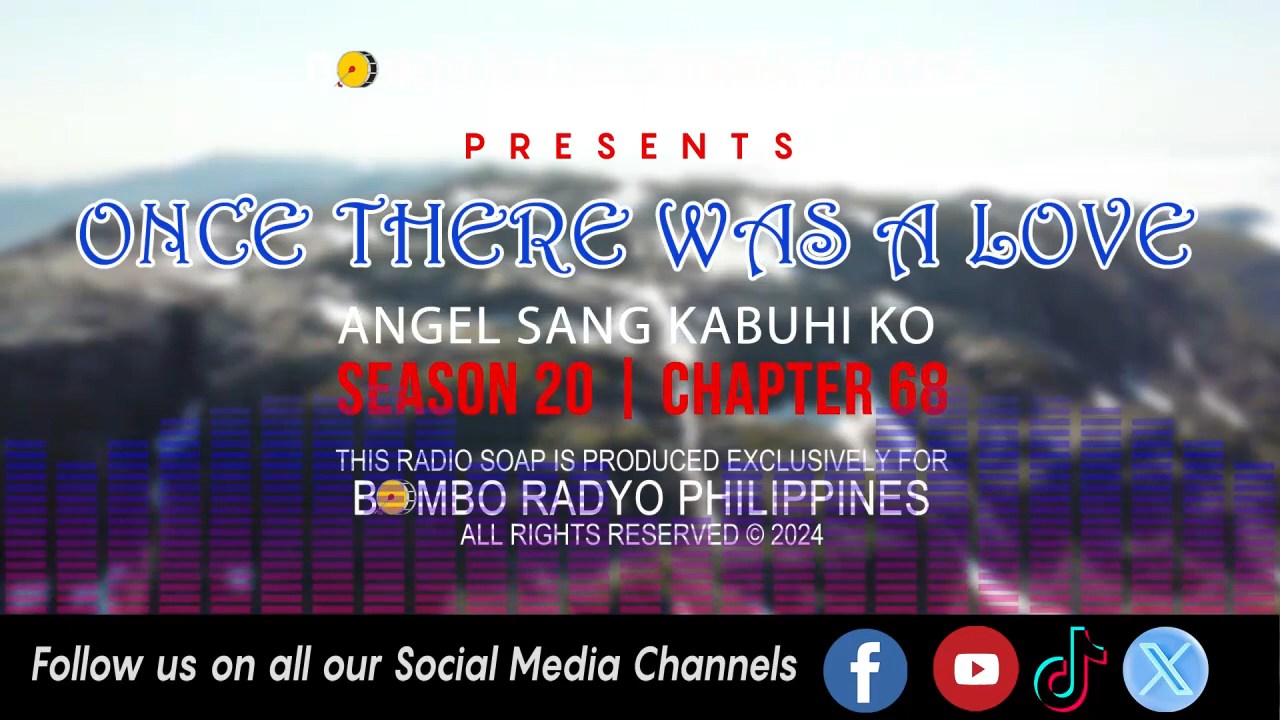 PRESENTS
ONCE THERE WAS A LOVE
ANGEL SANG KABUHI KO
SEASON 20 | CHAPTER 68
THIS RADIO SOAP IS PRODUCED EXCLUSIVELY FOR
BOMBO RADYO PHILIPPINES
ALL RIGHTS RESERVED © 2024
Follow us on all our Social Media Channels